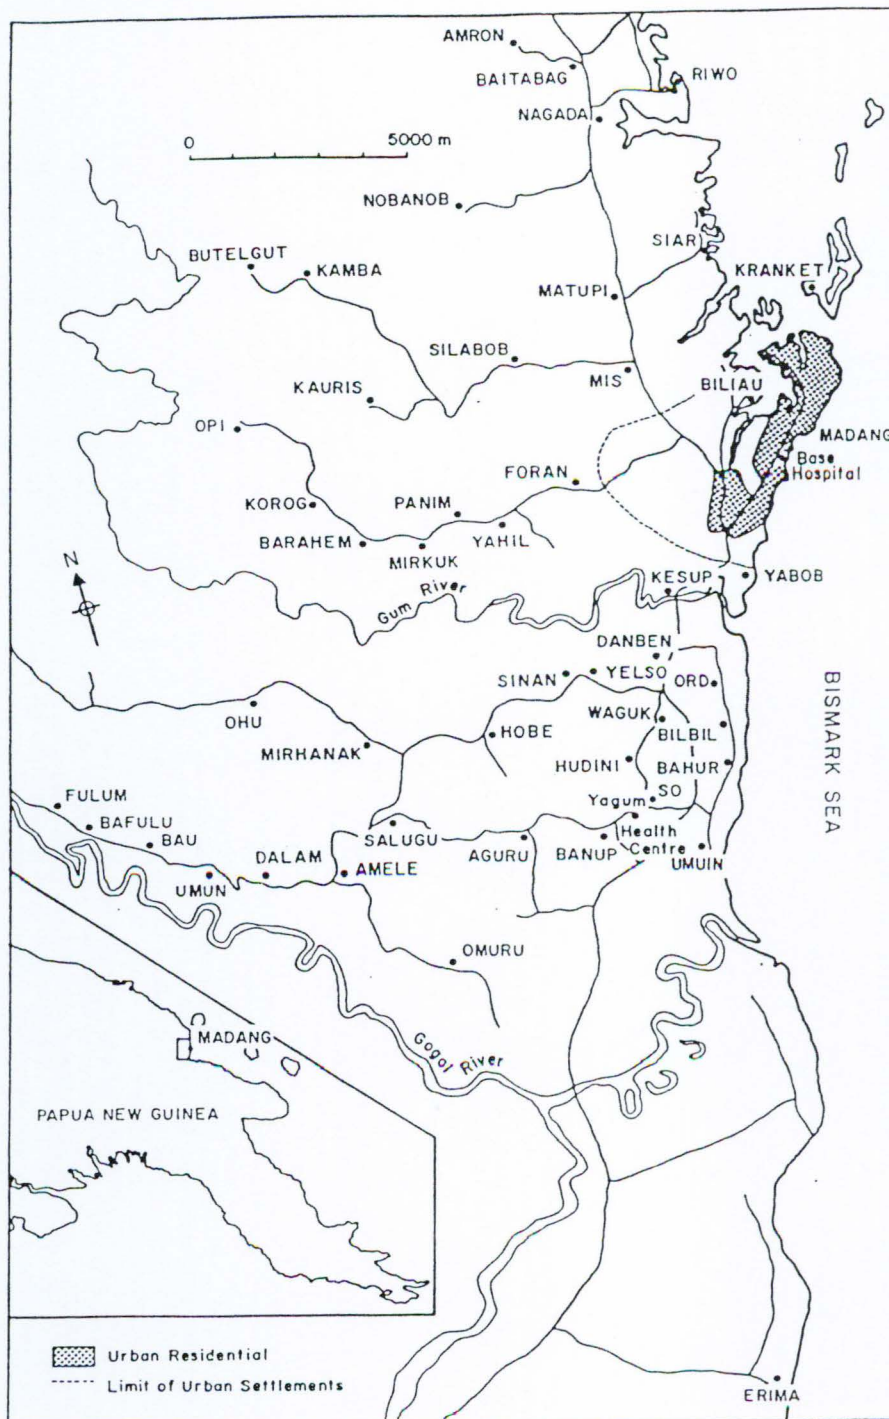 AMRON
BAITABAG
RIWO
NAGADA
0 5000 m
NOBANOB
SIAR
BUTELGUT
KAMBA
KRANKET
MATUPI
SILABOB
MIS
BILIAU
KAURIS
OPI
MADANG
Base
Hospital
FORAN
KOROG
PANIM
BARAHEM
YAHIL
MIRKUK
N
KESUP
YABOB
Gum River
DANBEN
SINAN
YELSO
ORD
OHU
WAGUK
BILBIL
HOBE
MIRHANAK
HUDINI
BAHUR
BISMARK SEA
FULUM
SO
Yagum
Health
Centre
BAFULU
BAU
SALUGU
AGURU
BANUP
UMUIN
DALAM
AMELE
UMUN
OMURU
Gogol River
MADANG
PAPUA NEW GUINEA
Urban Residential
Limit of Urban Settlements
ERIMA